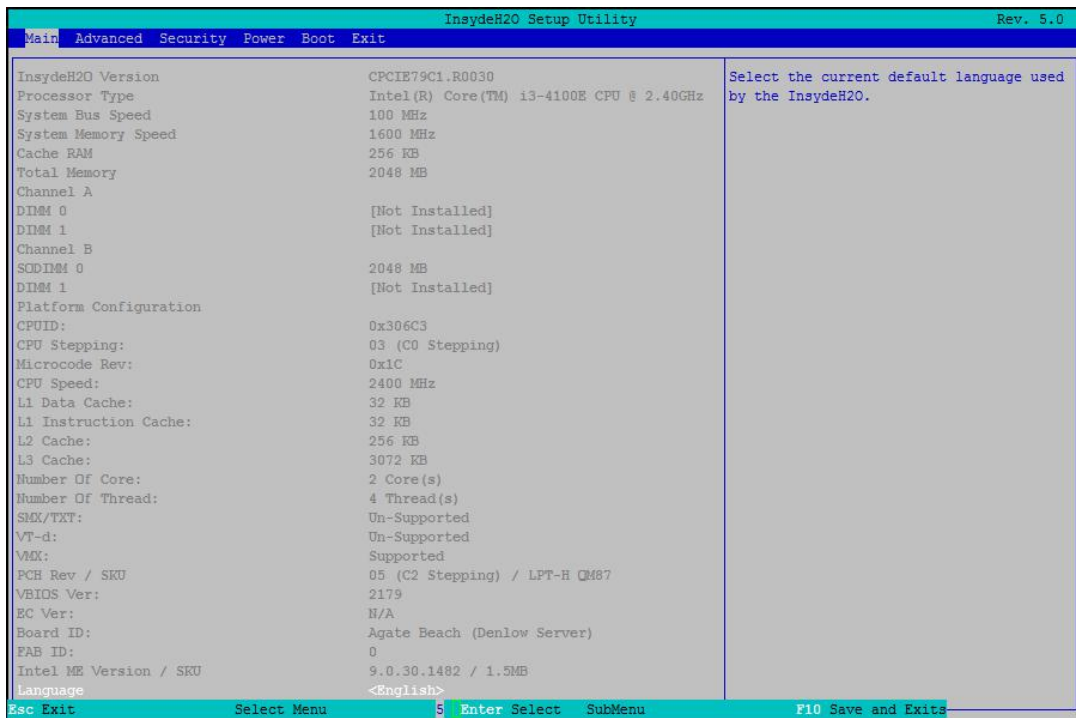 InsydeH2O Setup Utility Rev. 5.0
Main Advanced Security Power Boot Exit
InsydeH2O Version CPCIE79C1.R0030
Processor Type Intel(R) Core(TM) i3-4100E CPU @ 2.40GHz
System Bus Speed 100 MHz
System Memory Speed 1600 MHz
Cache RAM 256 KB
Total Memory 2048 MB
Channel A
DIMM 0 [Not Installed]
DIMM 1 [Not Installed]
Channel B
SODIMM 0 2048 MB
DIMM 1 [Not Installed]
Platform Configuration
CPUID: 0x306C3
CPU Stepping: 03 (C0 Stepping)
Microcode Rev: 0x1C
CPU Speed: 2400 MHz
L1 Data Cache: 32 KB
L1 Instruction Cache: 32 KB
L2 Cache: 256 KB
L3 Cache: 3072 KB
Number Of Core: 2 Core(s)
Number Of Thread: 4 Thread(s)
SMX/TXT: Un-Supported
VT-d: Un-Supported
VMX: Supported
PCH Rev / SKU 05 (C2 Stepping) / LPT-H QM87
VBIOS Ver: 2179
EC Ver: N/A
Board ID: Agate Beach (Denlow Server)
FAB ID: 0
Intel ME Version / SKU 9.0.30.1482 / 1.5MB
Language <English>
Select the current default language used
by the InsydeH2O.
Esc Exit Select Menu 5 Enter Select SubMenu F10 Save and Exits